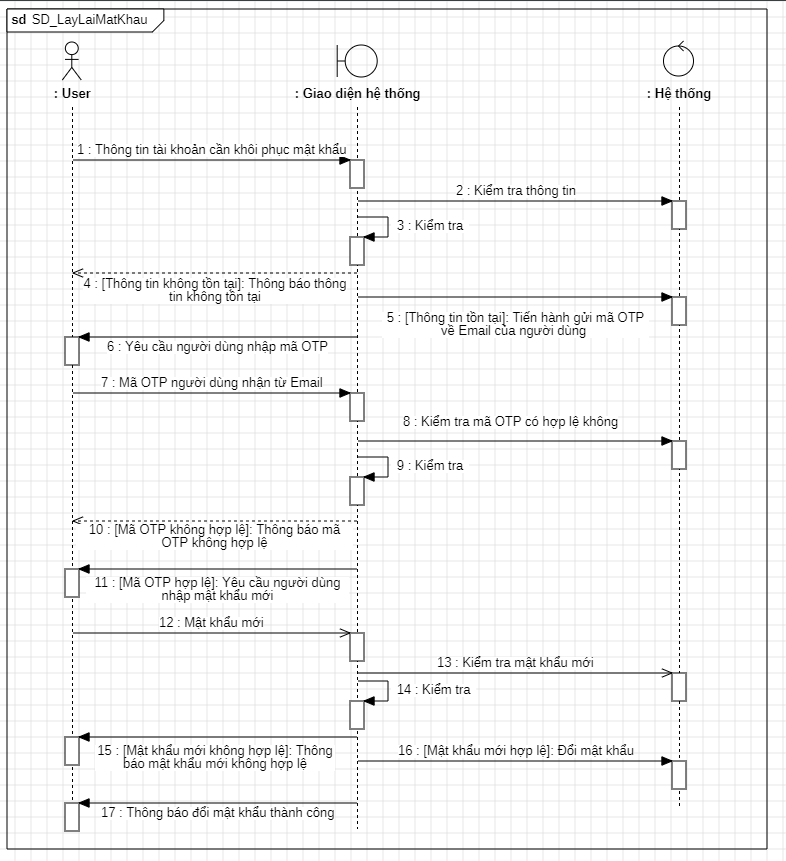 sd SD_LayLaiMatKhau
: User
: Giao diện hệ thống
: Hệ thống
1 : Thông tin tài khoản cần khôi phục mật khẩu
2 : Kiểm tra thông tin
3 : Kiểm tra
4 : [Thông tin không tồn tại]: Thông báo thông
tin không tồn tại
5 : [Thông tin tồn tại]: Tiến hành gửi mã OTP
về Email của người dùng
6 : Yêu cầu người dùng nhập mã OTP
7 : Mã OTP người dùng nhận từ Email
8 : Kiểm tra mã OTP có hợp lệ không
9 : Kiểm tra
10 : [Mã OTP không hợp lệ]: Thông báo mã
OTP không hợp lệ
11 : [Mã OTP hợp lệ]: Yêu cầu người dùng
nhập mật khẩu mới
12 : Mật khẩu mới
13 : Kiểm tra mật khẩu mới
14 : Kiểm tra
15 : [Mật khẩu mới không hợp lệ]: Thông
báo mật khẩu mới không hợp lệ
16 : [Mật khẩu mới hợp lệ]: Đổi mật khẩu
17 : Thông báo đổi mật khẩu thành công